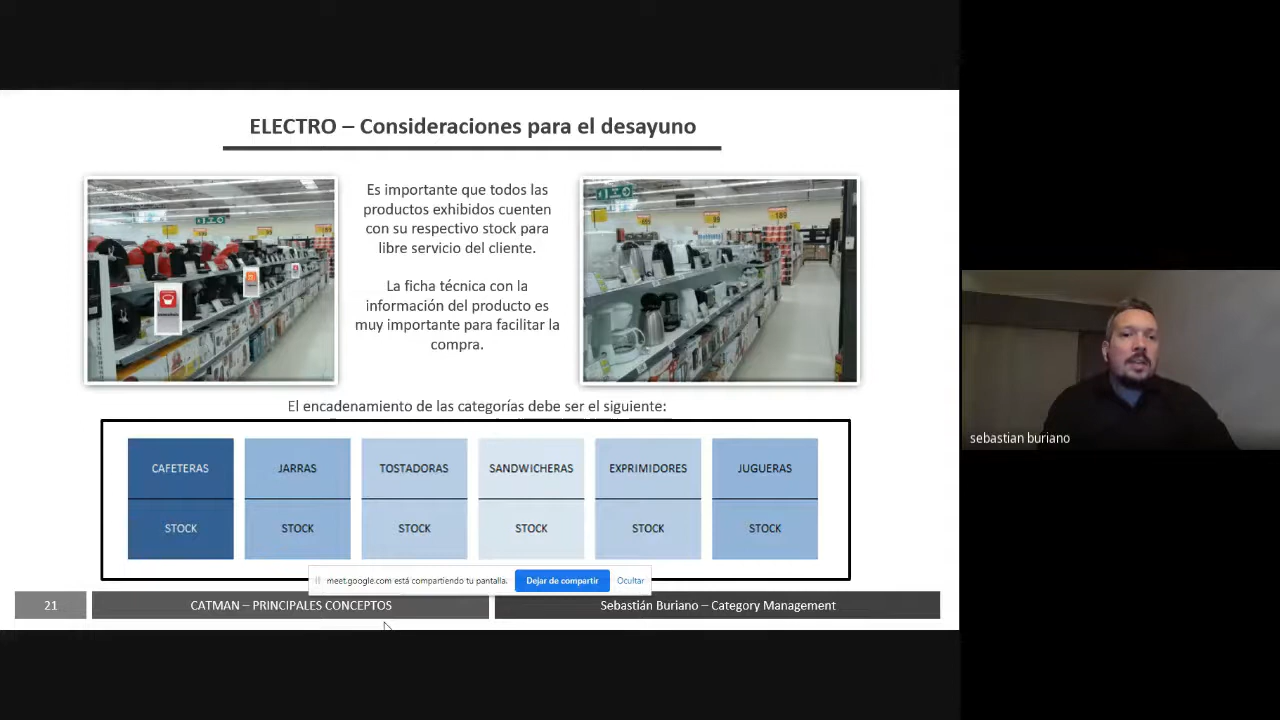 ELECTRO – Consideraciones para el desayuno
Es importante que todos las
productos exhibidos cuenten
con su respectivo stock para
libre servicio del cliente.
La ficha técnica con la
información del producto es
muy importante para facilitar la
compra.
El encadenamiento de las categorías debe ser el siguiente:
CAFETERAS JARRAS TOSTADORAS SANDWICHERAS EXPRIMIDORES JUGUERAS
STOCK STOCK STOCK STOCK STOCK STOCK
meet.google.com está compartiendo tu pantalla. Dejar de compartir Ocultar
21 CATMAN – PRINCIPALES CONCEPTOS Sebastián Buriano – Category Management
sebastian buriano